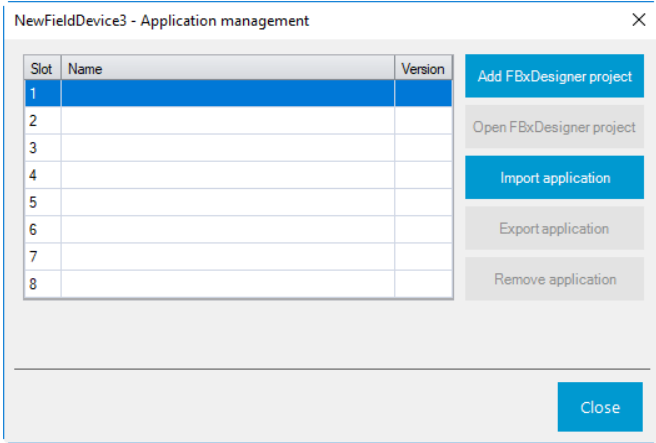 NewFieldDevice3 - Application management
Slot Name Version
1
2
3
4
5
6
7
8
Add FBxDesigner project
Open FBxDesigner project
Import application
Export application
Remove application
Close